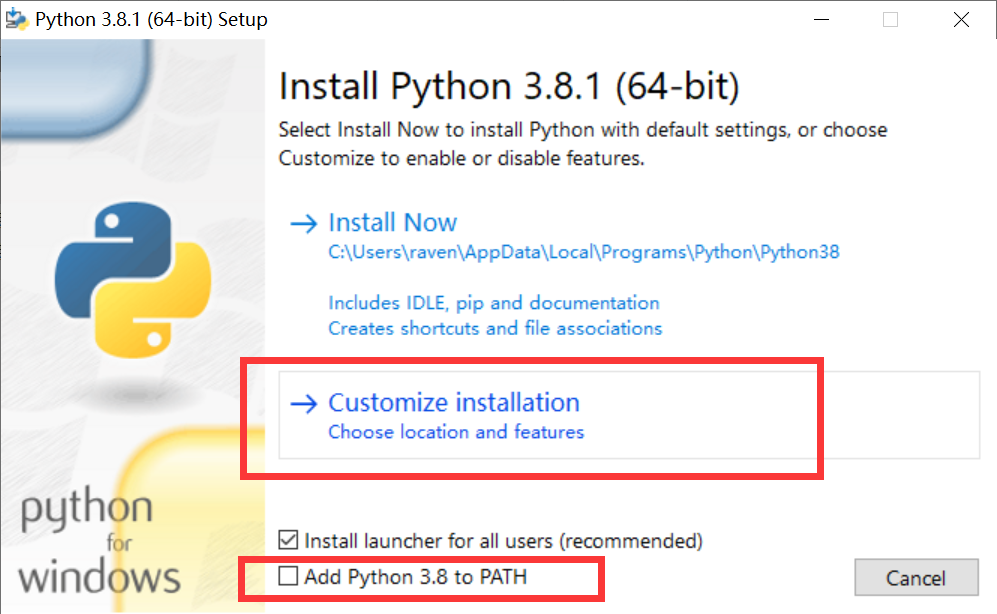 Python 3.8.1 (64-bit) Setup
Install Python 3.8.1 (64-bit)
Select Install Now to install Python with default settings, or choose
Customize to enable or disable features.
Install Now
C:\Users\raven\AppData\Local\Programs\Python\Python38
Includes IDLE, pip and documentation
Creates shortcuts and file associations
Customize installation
Choose location and features
python
for
windows
Install launcher for all users (recommended)
Add Python 3.8 to PATH
Cancel